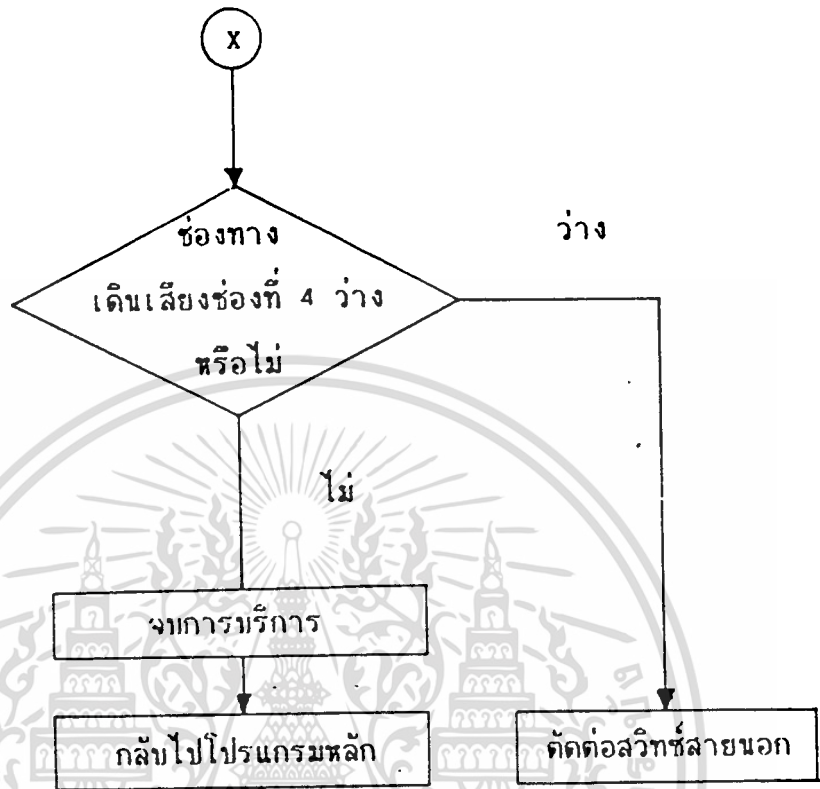 X
ช่องทาง
ว่าง
เดินเสียงช่องที่ 4 ว่าง
หรือไม่
ไม่
จบการบริการ
กลับไปโปรแกรมหลัก
ตัดต่อสวิทซ์สายนอก